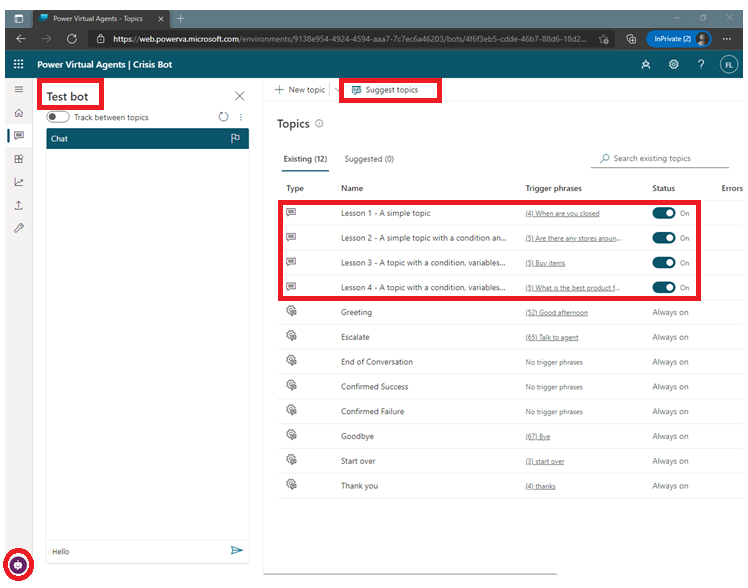 Power Virtual Agents - Topics
https://web.powerva.microsoft.com/environments/9138e954-4924-4594-aaa7-7c7ec6a46203/bots/4f6f3eb5-cdde-46b7-88d6-18d2...
InPrivate (2)
Power Virtual Agents | Crisis Bot
FL
Test bot
Track between topics
Chat
Hello
New topic
Suggest topics
Topics
Existing (12)
Suggested (0)
Search existing topics
Type Name Trigger phrases Status Errors
Lesson 1 - A simple topic (4) When are you closed On
Lesson 2 - A simple topic with a condition an... (5) Are there any stores aroun... On
Lesson 3 - A topic with a condition, variables... (5) Buy items On
Lesson 4 - A topic with a condition, variables... (5) What is the best product f... On
Greeting (52) Good afternoon Always on
Escalate (65) Talk to agent Always on
End of Conversation No trigger phrases Always on
Confirmed Success No trigger phrases Always on
Confirmed Failure No trigger phrases Always on
Goodbye (67) Bye Always on
Start over (3) start over Always on
Thank you (4) thanks Always on